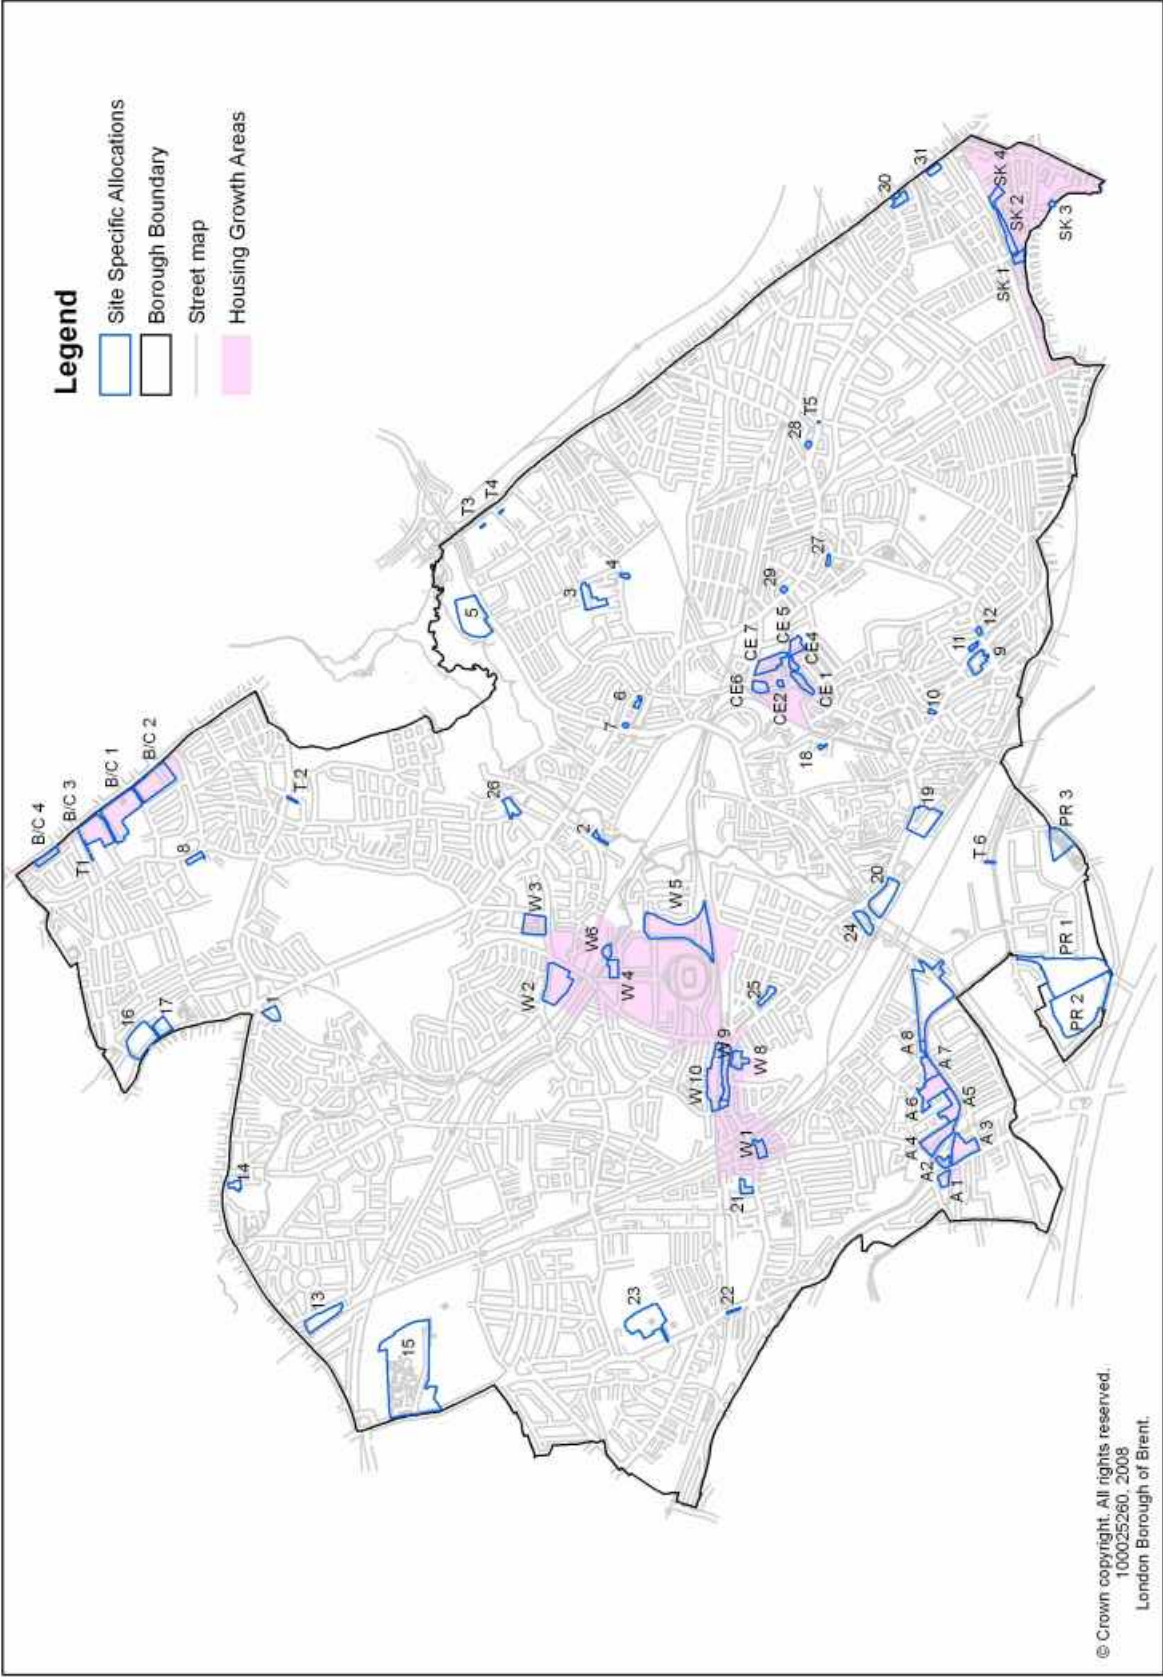 Legend
Site Specific Allocations
Borough Boundary
Street map
Housing Growth Areas
B/C 4
B/C 3
B/C 1
B/C 2
T1
8
T 2
16
17
1
14
13
15
5
T3
T4
3
4
6
7
26
2
W 3
W 2
W6
W 4
W 5
25
W 9
W 8
W 10
W 1
21
22
23
CE 7
CE6
CE 5
CE4
CE2
CE 1
29
27
28
T5
30
31
SK 4
SK 2
SK 1
SK 3
18
19
20
24
10
11
12
9
T 6
PR 3
PR 1
PR 2
A 8
A 7
A 6
A5
A 4
A 3
A2
A 1
© Crown copyright. All rights reserved.
100025260, 2008
London Borough of Brent.